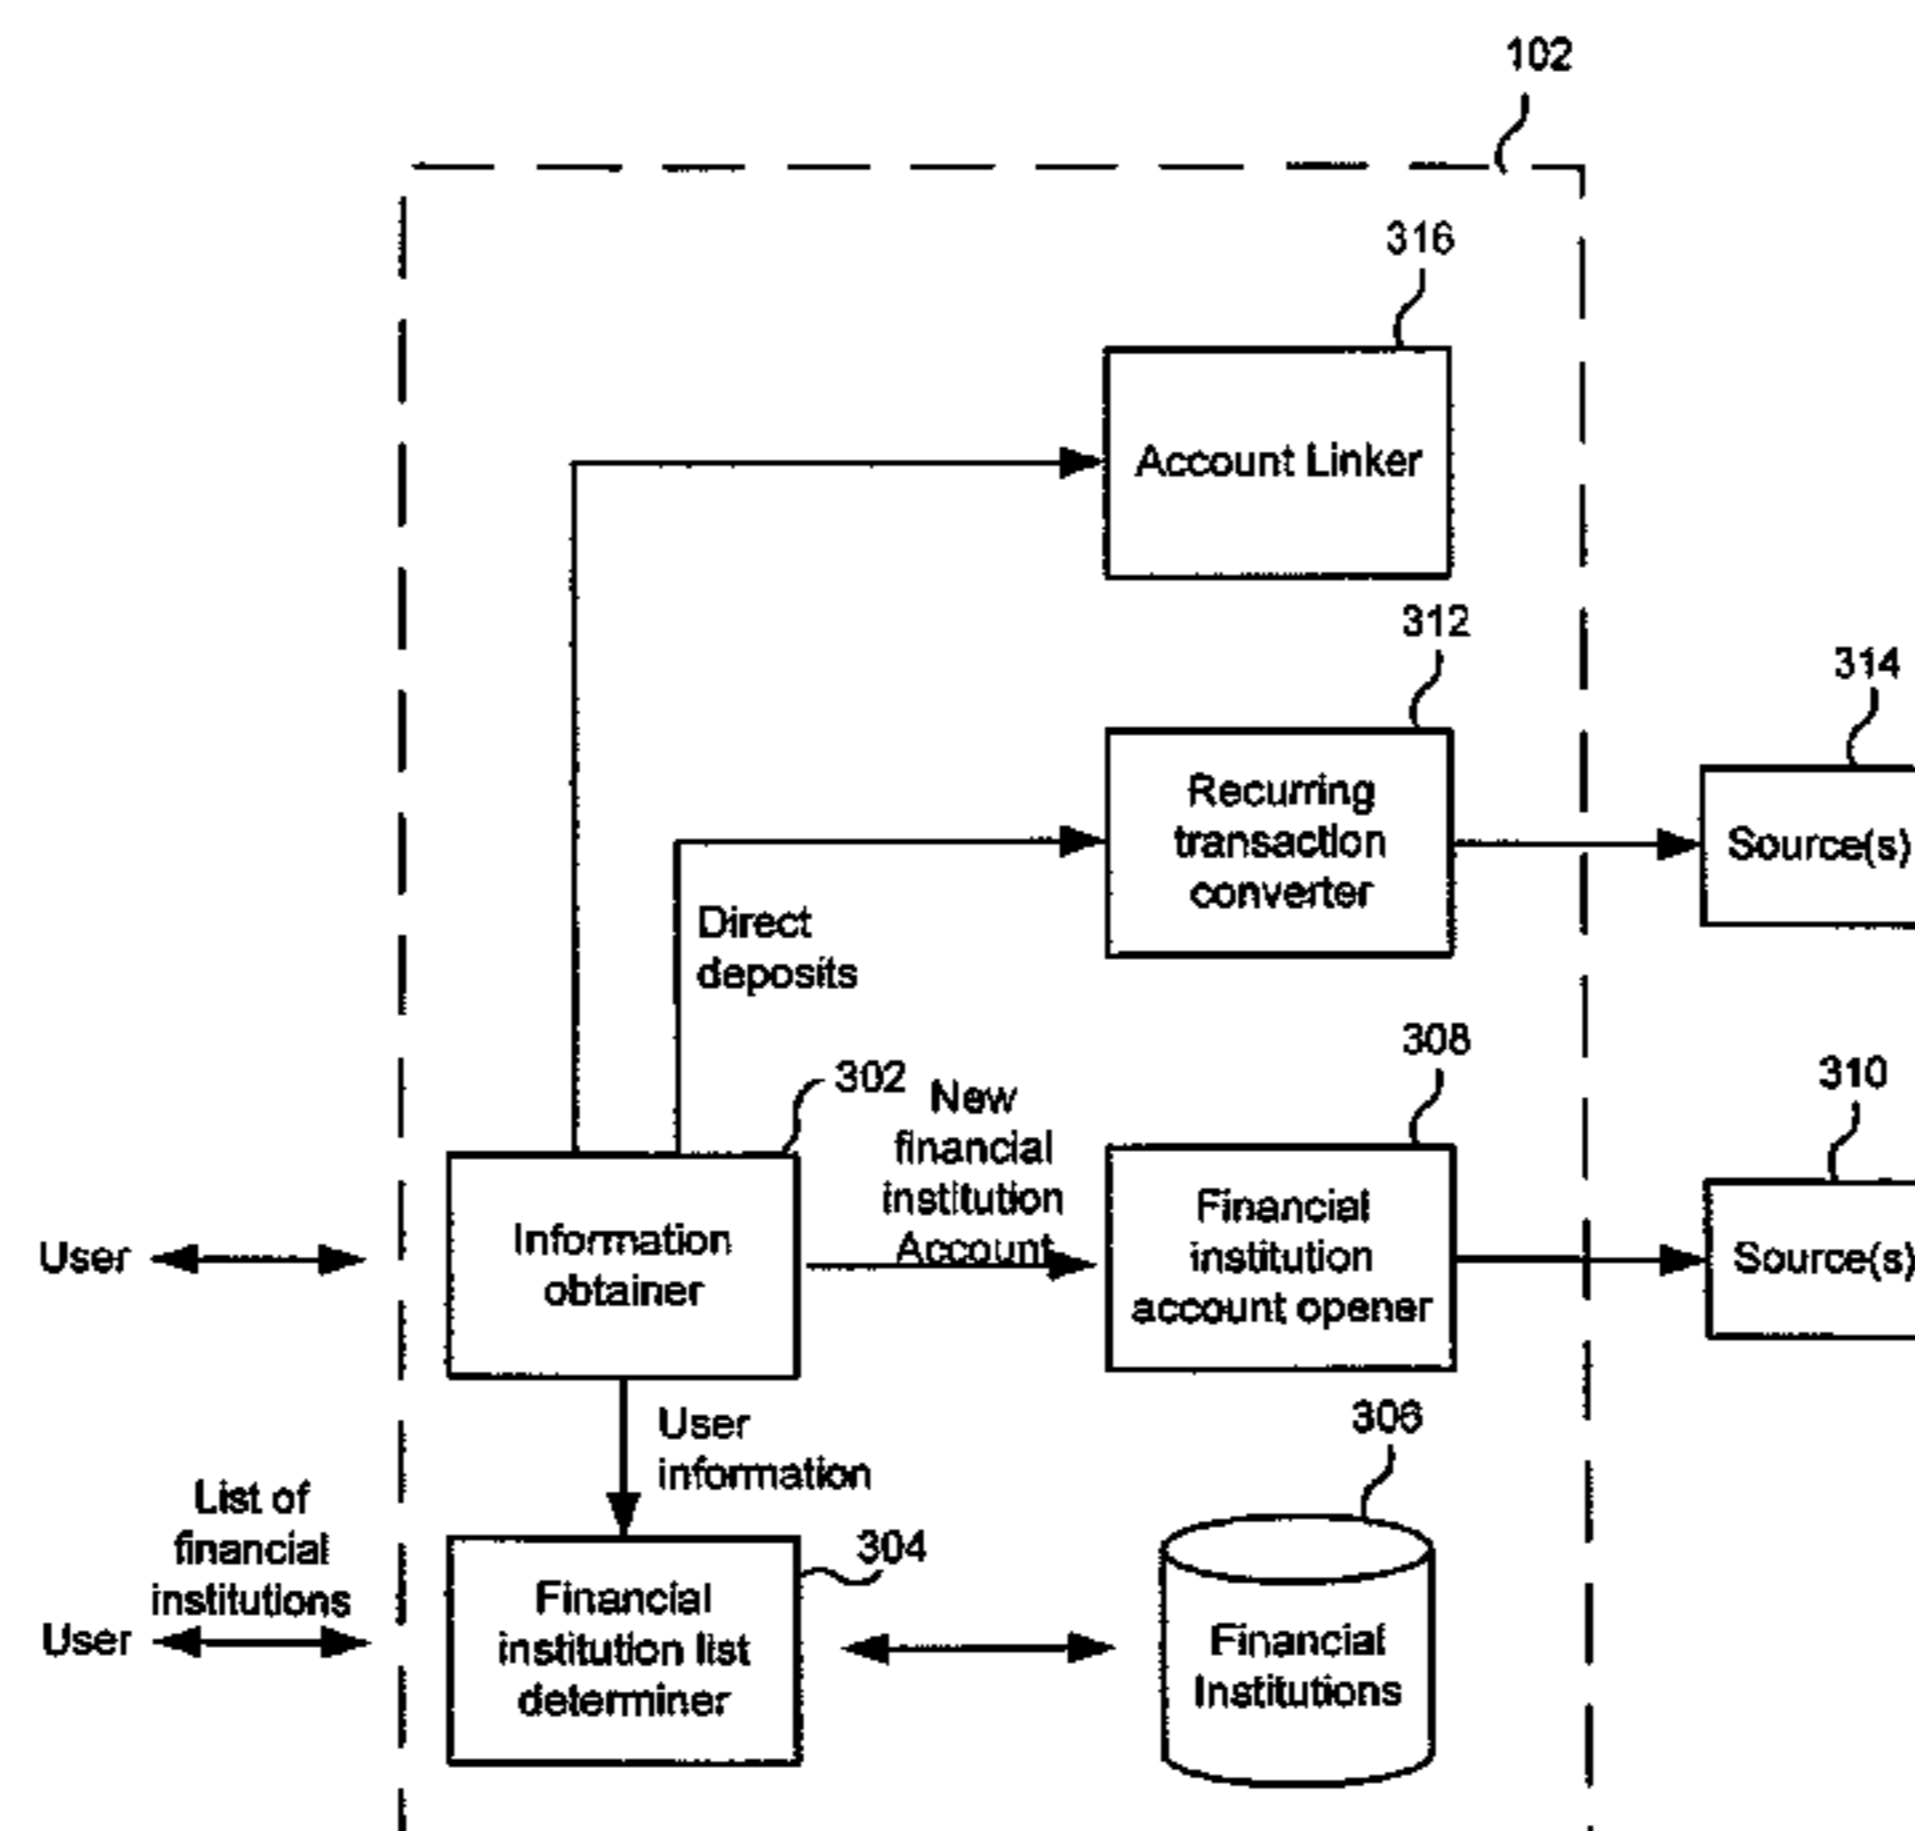 102
316
Account Linker
312
314
Recurring
transaction
converter
Source(s)
Direct
deposits
308
310
302
New
financial
institution
Account
Information
obtainer
Financial
institution
account opener
User
Source(s)
User
information
306
List of
financial
institutions
User
304
Financial
institution list
determiner
Financial
Institutions